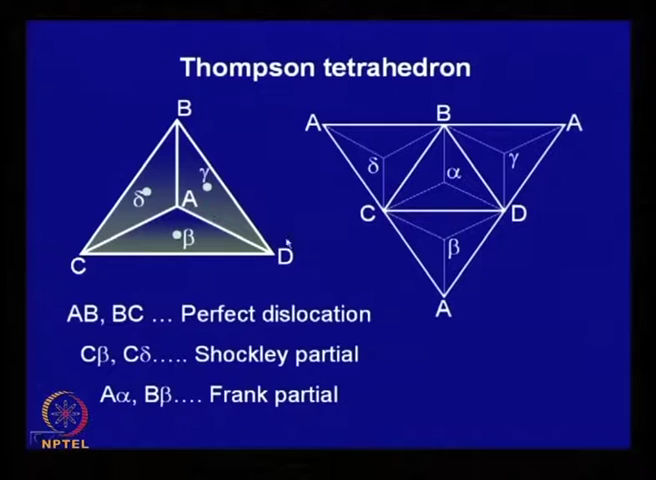 Thompson tetrahedron
B
A B A
δ γ
δ α γ
A
C D
β
β
C D
A
AB, BC ... Perfect dislocation
Cβ, Cδ..... Shockley partial
Aα, Bβ.... Frank partial
NPTEL